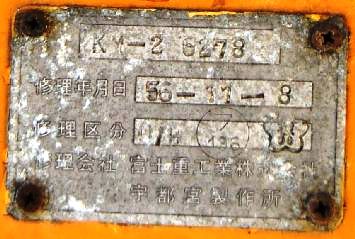 KY-2 6278
修理年月日 56-11-8
修理区分
修理会社 富士重工業株式会社
宇都宮製作所